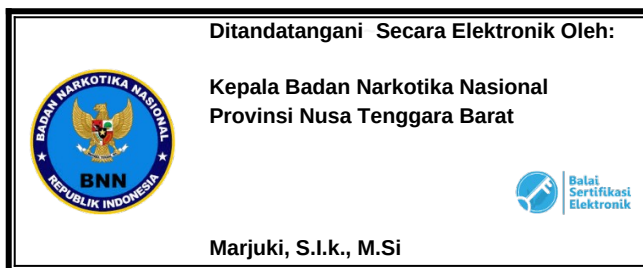 Ditandatangani Secara Elektronik Oleh:
Kepala Badan Narkotika Nasional
Provinsi Nusa Tenggara Barat
BADAN NARKOTIKA NASIONAL
BNN
REPUBLIK INDONESIA
Balai
Sertifikasi
Elektronik
Marjuki, S.I.k., M.Si